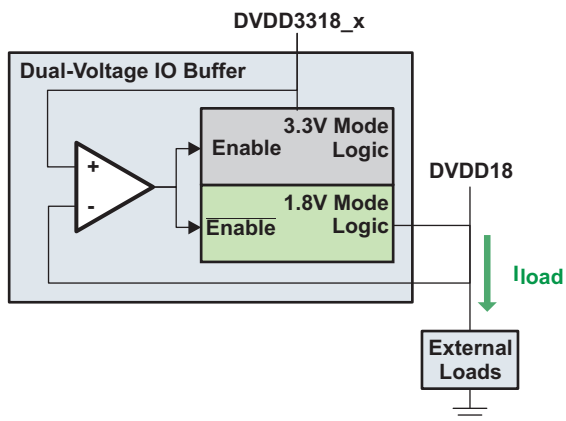 DVDD3318_x
Dual-Voltage IO Buffer
3.3V Mode
Enable Logic
+
-
1.8V Mode
Enable Logic
DVDD18
Iload
External
Loads